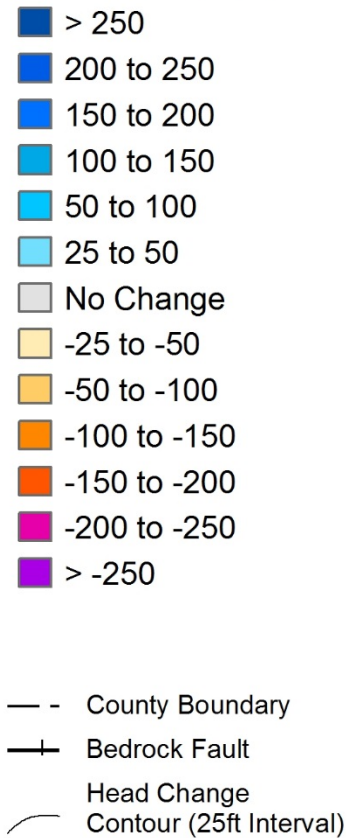 > 250
200 to 250
150 to 200
100 to 150
50 to 100
25 to 50
No Change
-25 to -50
-50 to -100
-100 to -150
-150 to -200
-200 to -250
> -250
County Boundary
Bedrock Fault
Head Change
Contour (25ft Interval)